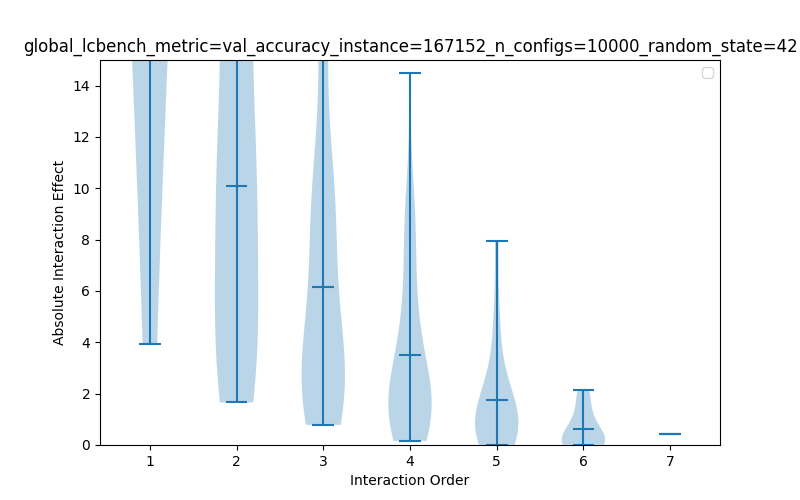 global_lcbench_metric=val_accuracy_instance=167152_n_configs=10000_random_state=42
14
12
10
8
6
4
2
0
Absolute Interaction Effect
1 2 3 4 5 6 7
Interaction Order